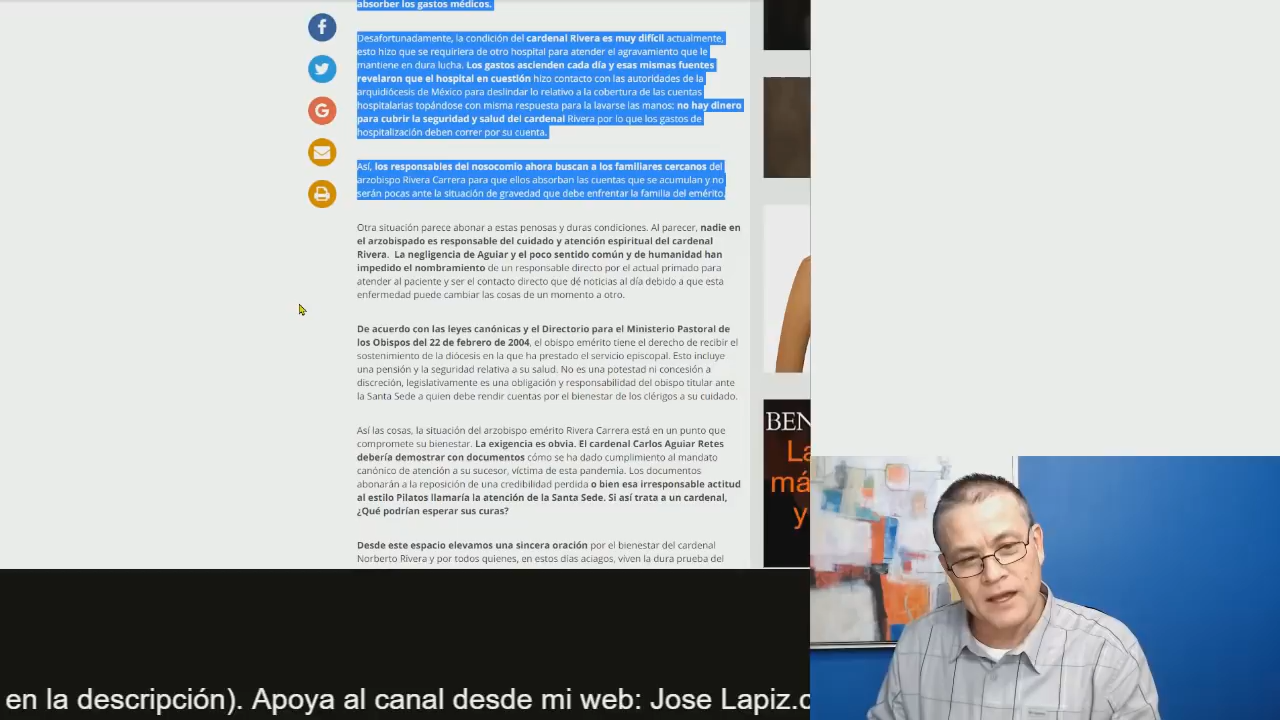 absorber los gastos médicos.
Desafortunadamente, la condición del cardenal Rivera es muy difícil actualmente,
esto hizo que se requiriera de otro hospital para atender el agravamiento que le
mantiene en dura lucha. Los gastos ascienden cada día y esas mismas fuentes
revelaron que el hospital en cuestión hizo contacto con las autoridades de la
arquidiócesis de México para deslindar lo relativo a la cobertura de las cuentas
hospitalarias topándose con misma respuesta para la lavarse las manos: no hay dinero
para cubrir la seguridad y salud del cardenal Rivera por lo que los gastos de
hospitalización deben correr por su cuenta.
Así, los responsables del nosocomio ahora buscan a los familiares cercanos del
arzobispo Rivera Carrera para que ellos absorban las cuentas que se acumulan y no
serán pocas ante la situación de gravedad que debe enfrentar la familia del emérito.
Otra situación parece abonar a estas penosas y duras condiciones. Al parecer, nadie en
el arzobispado es responsable del cuidado y atención espiritual del cardenal
Rivera. La negligencia de Aguiar y el poco sentido común y de humanidad han
impedido el nombramiento de un responsable directo por el actual primado para
atender al paciente y ser el contacto directo que dé noticias al día debido a que esta
enfermedad puede cambiar las cosas de un momento a otro.
De acuerdo con las leyes canónicas y el Directorio para el Ministerio Pastoral de
los Obispos del 22 de febrero de 2004, el obispo emérito tiene el derecho de recibir el
sostenimiento de la diócesis en la que ha prestado el servicio episcopal. Esto incluye
una pensión y la seguridad relativa a su salud. No es una potestad ni concesión a
discreción, legislativamente es una obligación y responsabilidad del obispo titular ante
la Santa Sede a quien debe rendir cuentas por el bienestar de los clérigos a su cuidado.
Así las cosas, la situación del arzobispo emérito Rivera Carrera está en un punto que
compromete su bienestar. La exigencia es obvia. El cardenal Carlos Aguiar Retes
debería demostrar con documentos cómo se ha dado cumplimiento al mandato
canónico de atención a su sucesor, víctima de esta pandemia. Los documentos
abonarán a la reposición de una credibilidad perdida o bien esa irresponsable actitud
al estilo Pilatos llamaría la atención de la Santa Sede. Si así trata a un cardenal,
¿Qué podrían esperar sus curas?
Desde este espacio elevamos una sincera oración por el bienestar del cardenal
Norberto Rivera y por todos quienes, en estos días aciagos, viven la dura prueba del
BEN
La
má
y
en la descripción). Apoya al canal desde mi web: Jose Lapiz.c